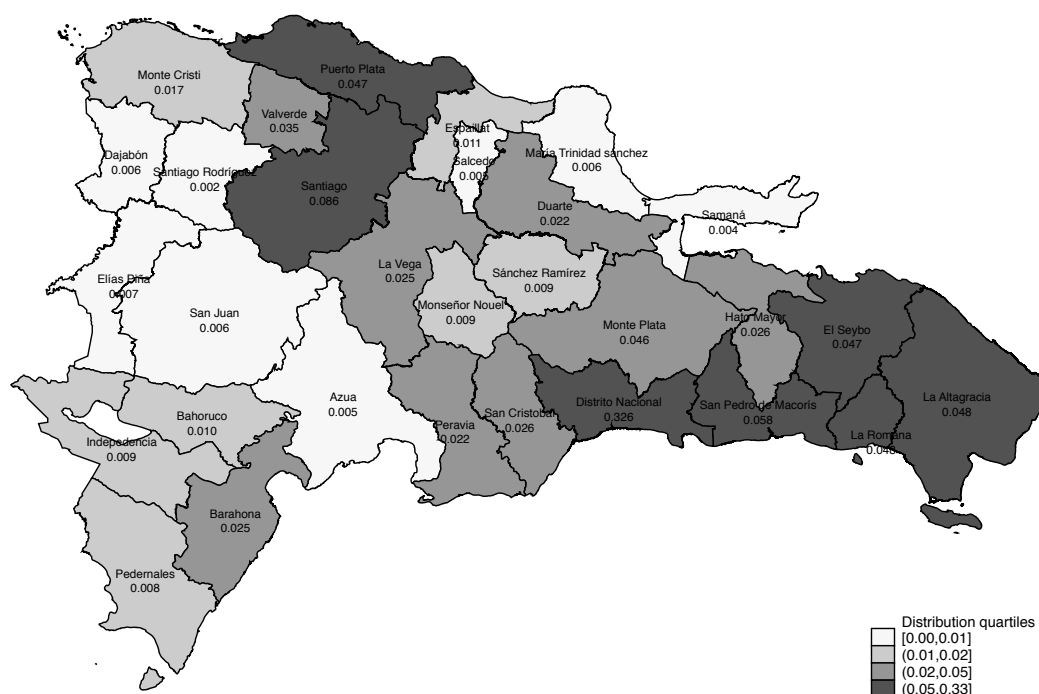 Puerto Plata
0.047
Monte Cristi
0.017
Valverde
0.035
Espaillat
0.011
Dajabón
0.006
Santiago Rodríguez
0.002
Salcedo
0.005
María Trinidad sánchez
0.006
Santiago
0.086
Duarte
0.022
Samaná
0.004
La Vega
0.025
Sánchez Ramírez
0.009
Elías Piña
0.007
Monseñor Nouel
0.009
San Juan
0.006
Monte Plata
0.046
Hato Mayor
0.026
El Seybo
0.047
Azua
0.005
Distrito Nacional
0.326
San Pedro de Macorís
0.058
La Altagracia
0.048
Bahoruco
0.010
Peravia
0.022
San Cristobal
0.026
La Romana
Indepedencia
0.009
Barahona
0.025
Pedernales
0.008
Distribution quartiles
[0.00,0.01]
(0.01,0.02]
(0.02,0.05]
(0.05,0.33]